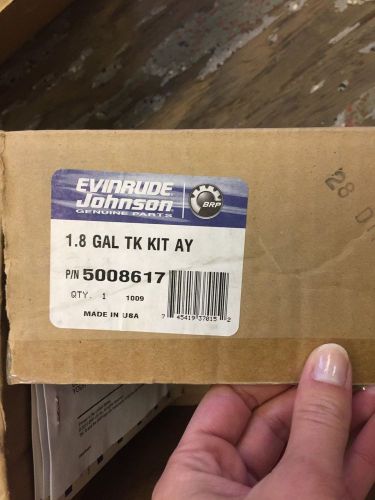 EVINRUDE
Johnson
GENUINE PARTS
BRP
1.8 GAL TK KIT AY
P/N 5008617
QTY. 1 1009
MADE IN USA
7 45419 37815 2
28 D